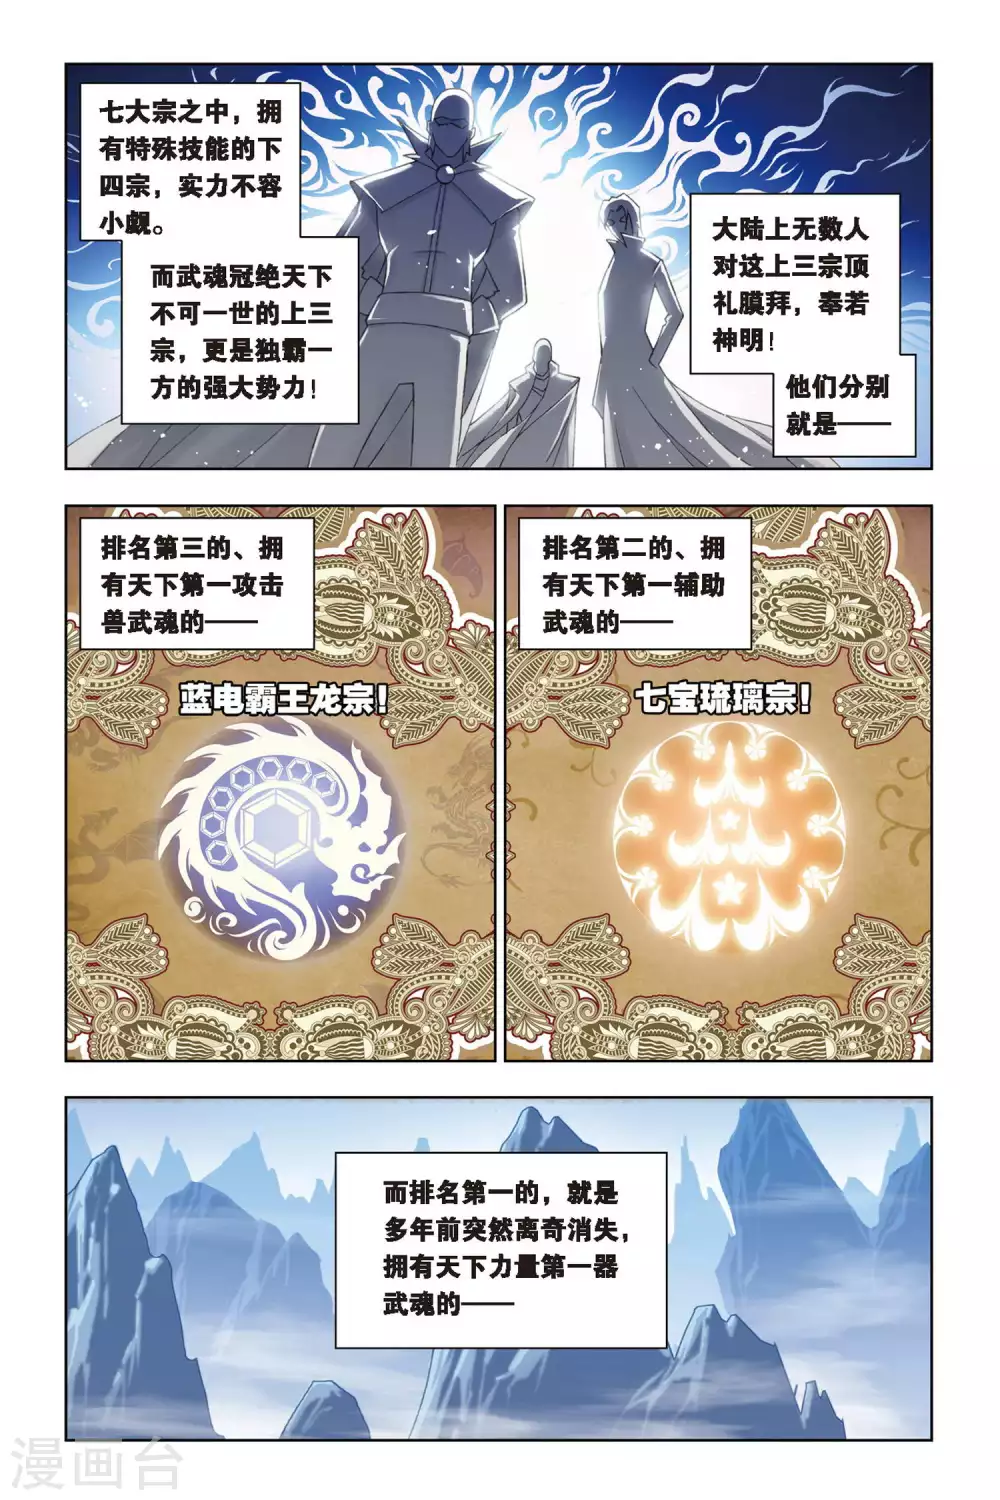 七大宗之中，拥
有特殊技能的下
四宗，实力不容
小觑。
而武魂冠绝天下
不可一世的上三
宗，更是独霸一
方的强大势力！
大陆上无数人
对这上三宗顶
礼膜拜，奉若
神明！
他们分别
就是——
排名第三的、拥
有天下第一攻击
兽武魂的——
蓝电霸王龙宗！
排名第二的、拥
有天下第一辅助
武魂的——
七宝琉璃宗！
而排名第一的，就是
多年前突然离奇消失，
拥有天下力量第一器
武魂的——
漫画台